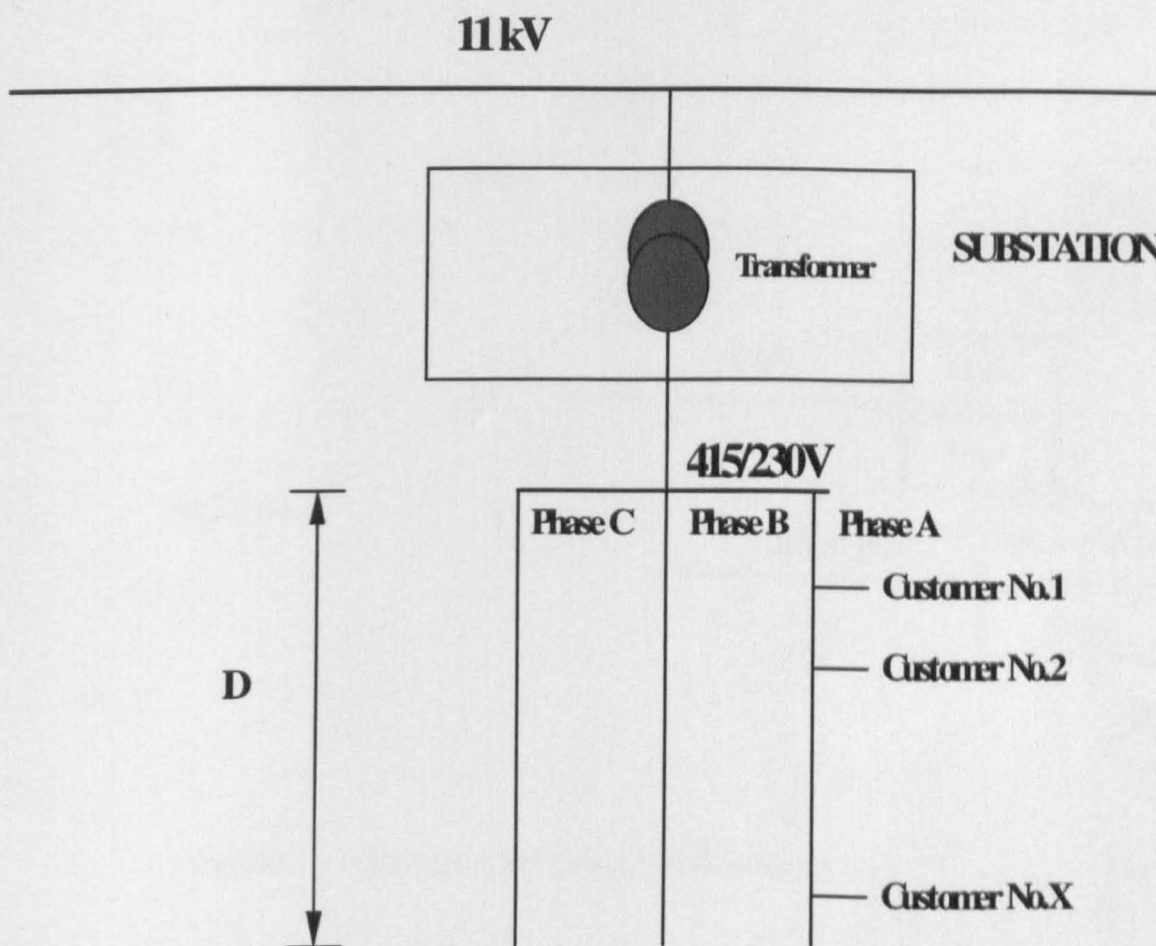 11 kV
Transformer
SUBSTATION
415/230V
Phase C
Phase B
Phase A
Customer No.1
Customer No.2
D
Customer No.X